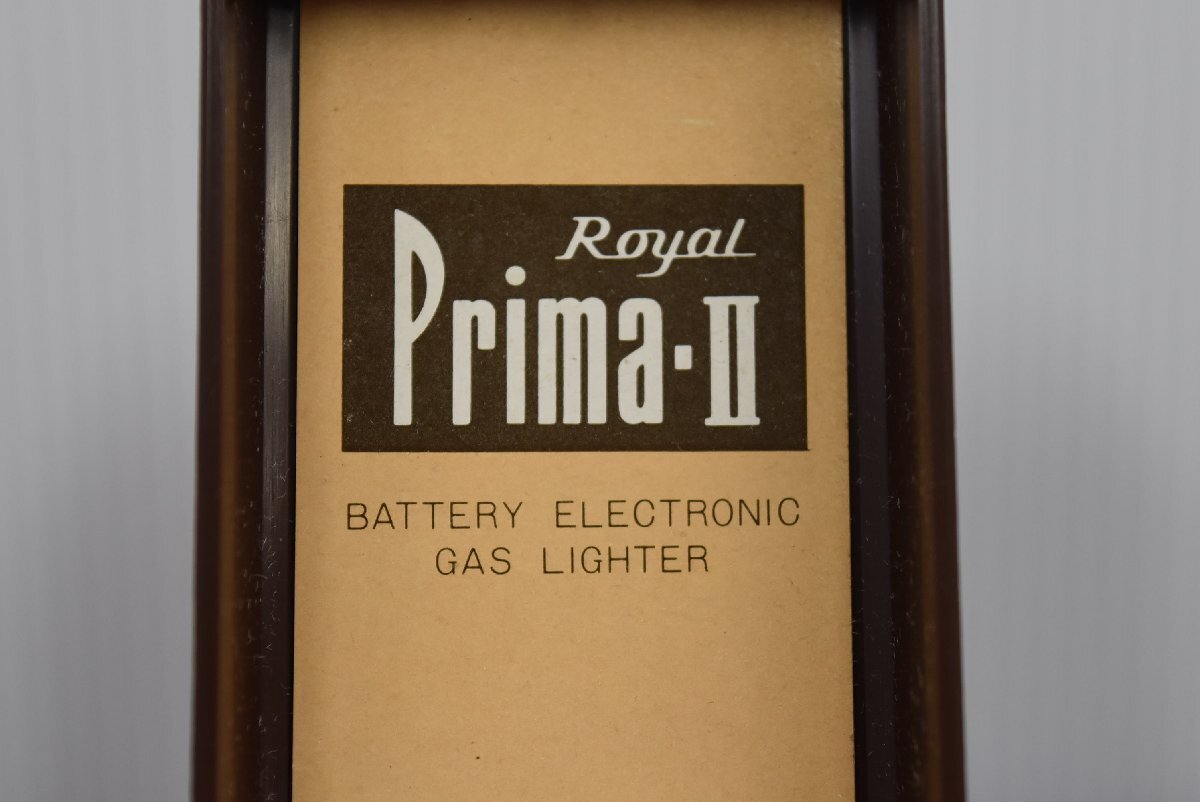 Royal
Prima·II
BATTERY ELECTRONIC
GAS LIGHTER